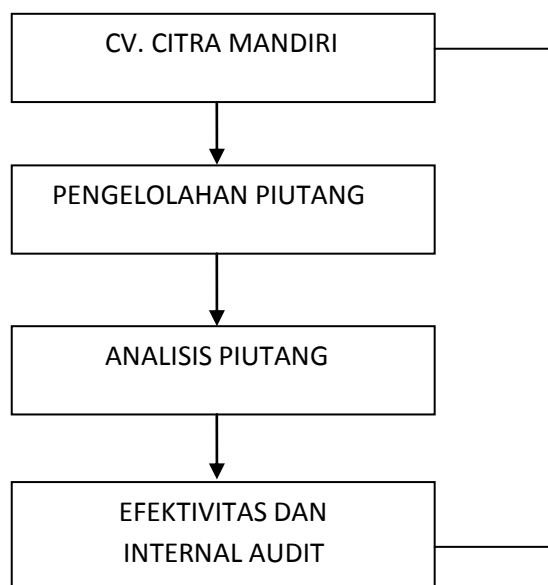 CV. CITRA MANDIRI
PENGELOLAHAN PIUTANG
ANALISIS PIUTANG
EFEKTIVITAS DAN
INTERNAL AUDIT